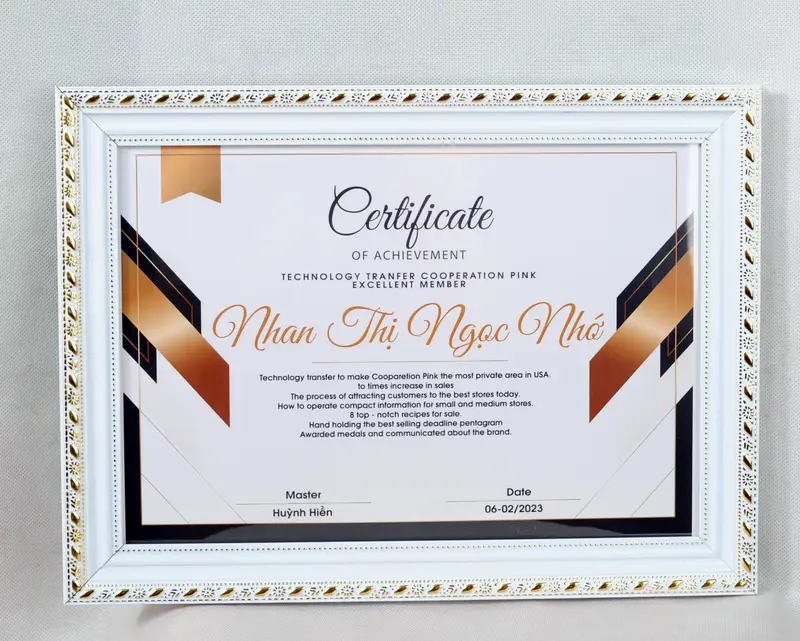 Certificate
OF ACHIEVEMENT
TECHNOLOGY TRANFER COOPERATION PINK
EXCELLENT MEMBER
Nhan Thị Ngọc Nhớ
Technology transfer to make Cooparetion Pink the most private area in USA.
to times increase in sales
The process of attracting customers to the best stores today.
How to operate compact information for small and medium stores.
8 top - notch recipes for sale.
Hand holding the best selling deadline pentagram
Awarded medals and communicated about the brand.
Master
Huỳnh Hiền
Date
06-02/2023